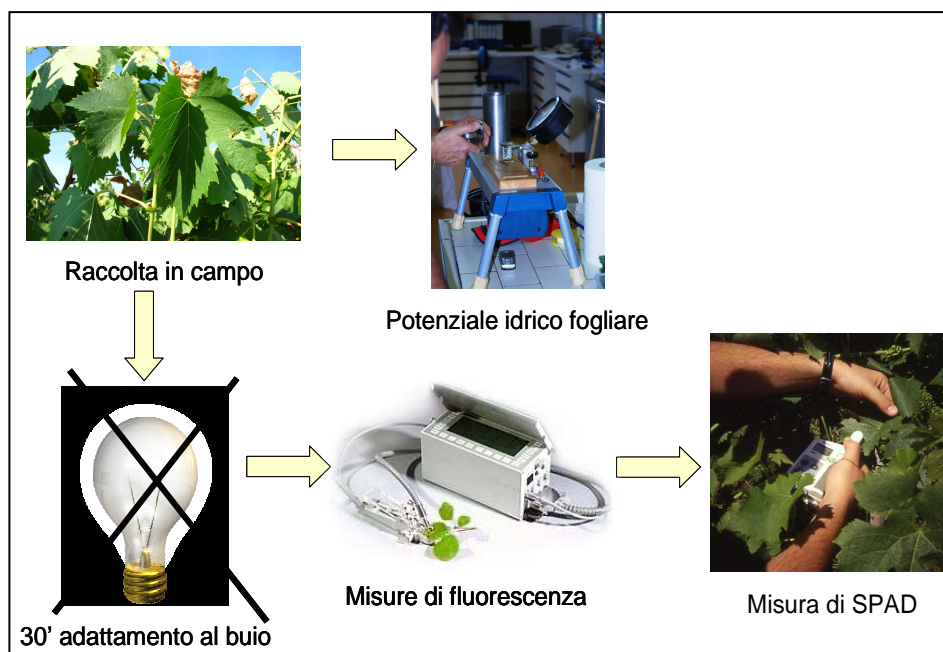 Raccolta in campo
Potenziale idrico fogliare
30’ adattamento al buio
Misure di fluorescenza
Misura di SPAD